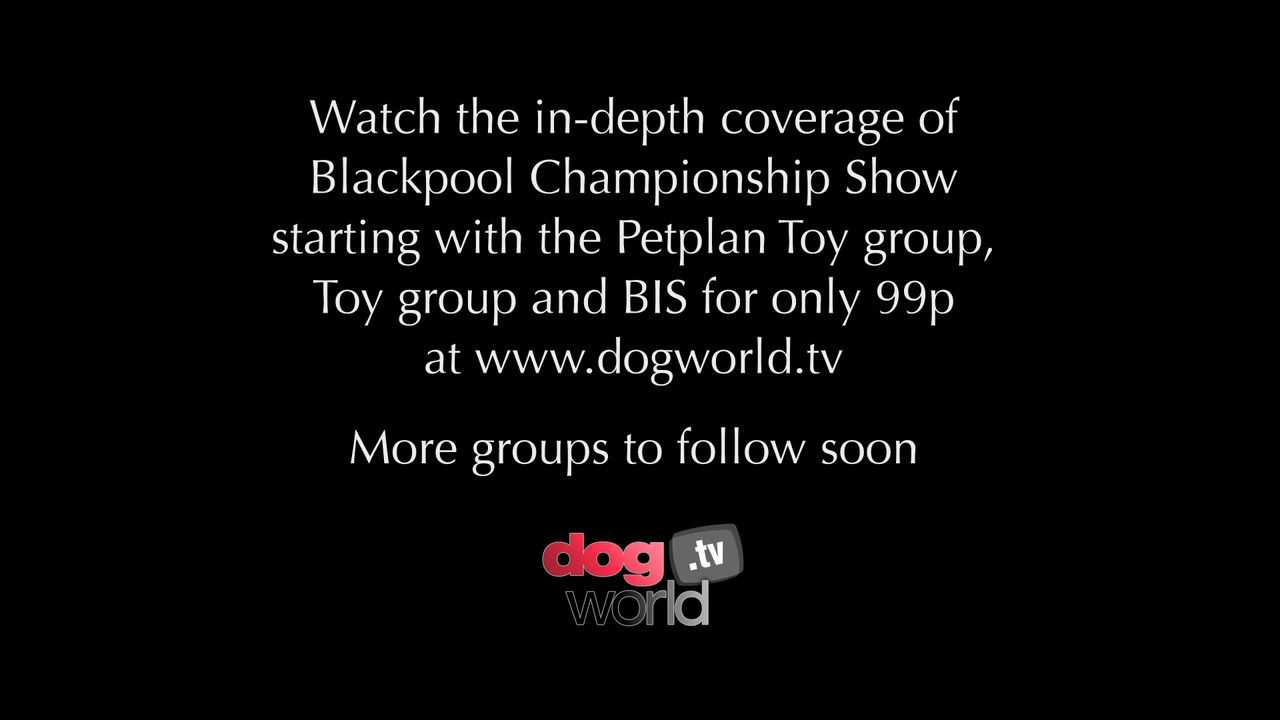 Watch the in-depth coverage of
Blackpool Championship Show
starting with the Petplan Toy group,
Toy group and BIS for only 99p
at www.dogworld.tv
More groups to follow soon
dog .tv
world